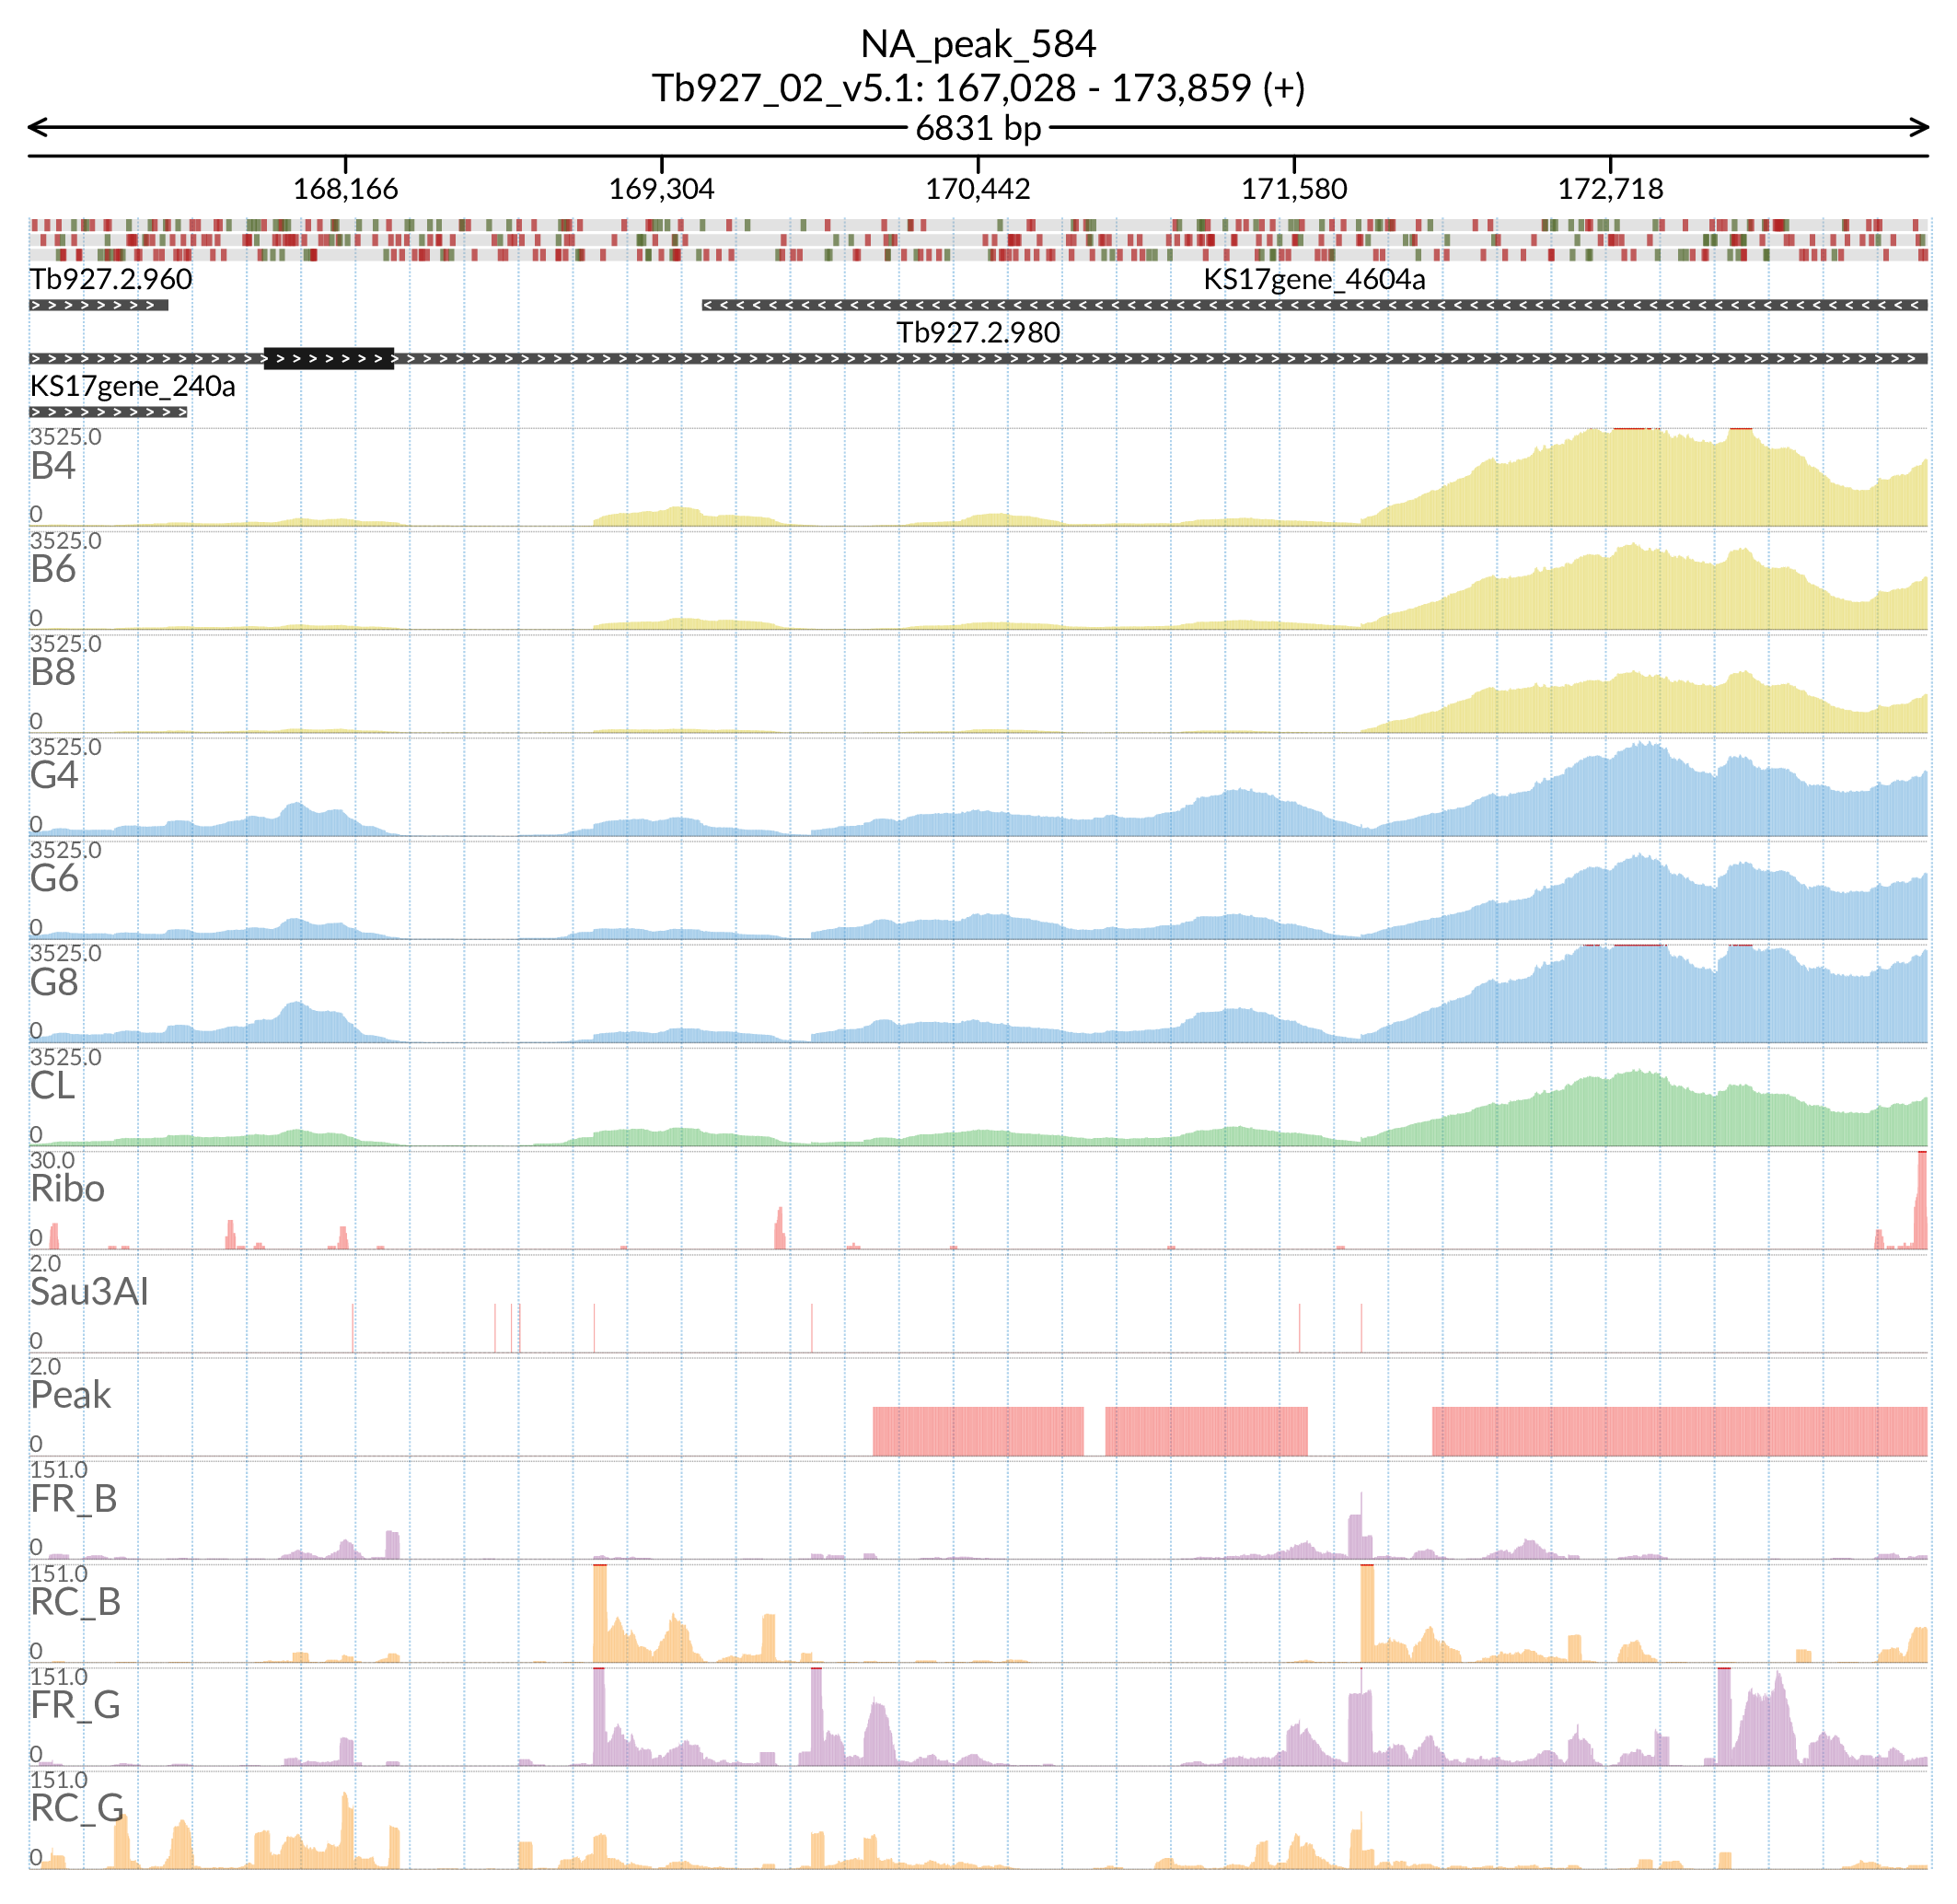 NA_peak_584
Tb927_02_v5.1: 167,028 - 173,859 (+)
6831 bp
168,166 169,304 170,442 171,580 172,718
Tb927.2.960 KS17gene_4604a
Tb927.2.980
KS17gene_240a
3525.0
B4
0
3525.0
B6
0
3525.0
B8
0
3525.0
G4
0
3525.0
G6
0
3525.0
G8
0
3525.0
CL
0
30.0
Ribo
0
2.0
Sau3AI
0
2.0
Peak
0
151.0
FR_B
0
151.0
RC_B
0
151.0
FR_G
0
151.0
RC_G
0